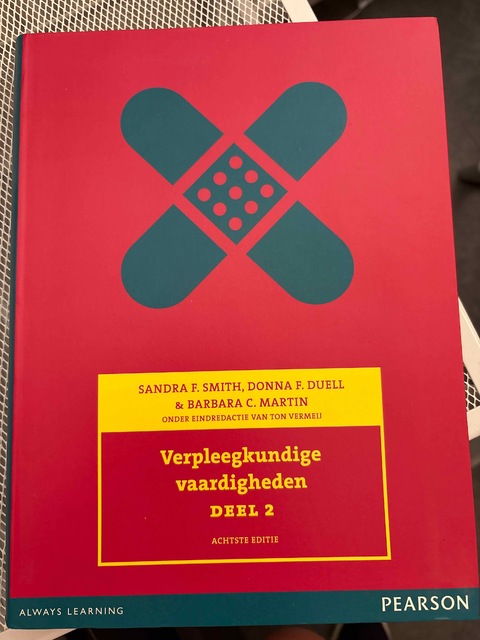 SANDRA F. SMITH, DONNA F. DUELL
& BARBARA C. MARTIN
ONDER EINDREDACTIE VAN TON VERMEIJ
Verpleegkundige
vaardigheden
DEEL 2
ACHTSTE EDITIE
ALWAYS LEARNING
PEARSON